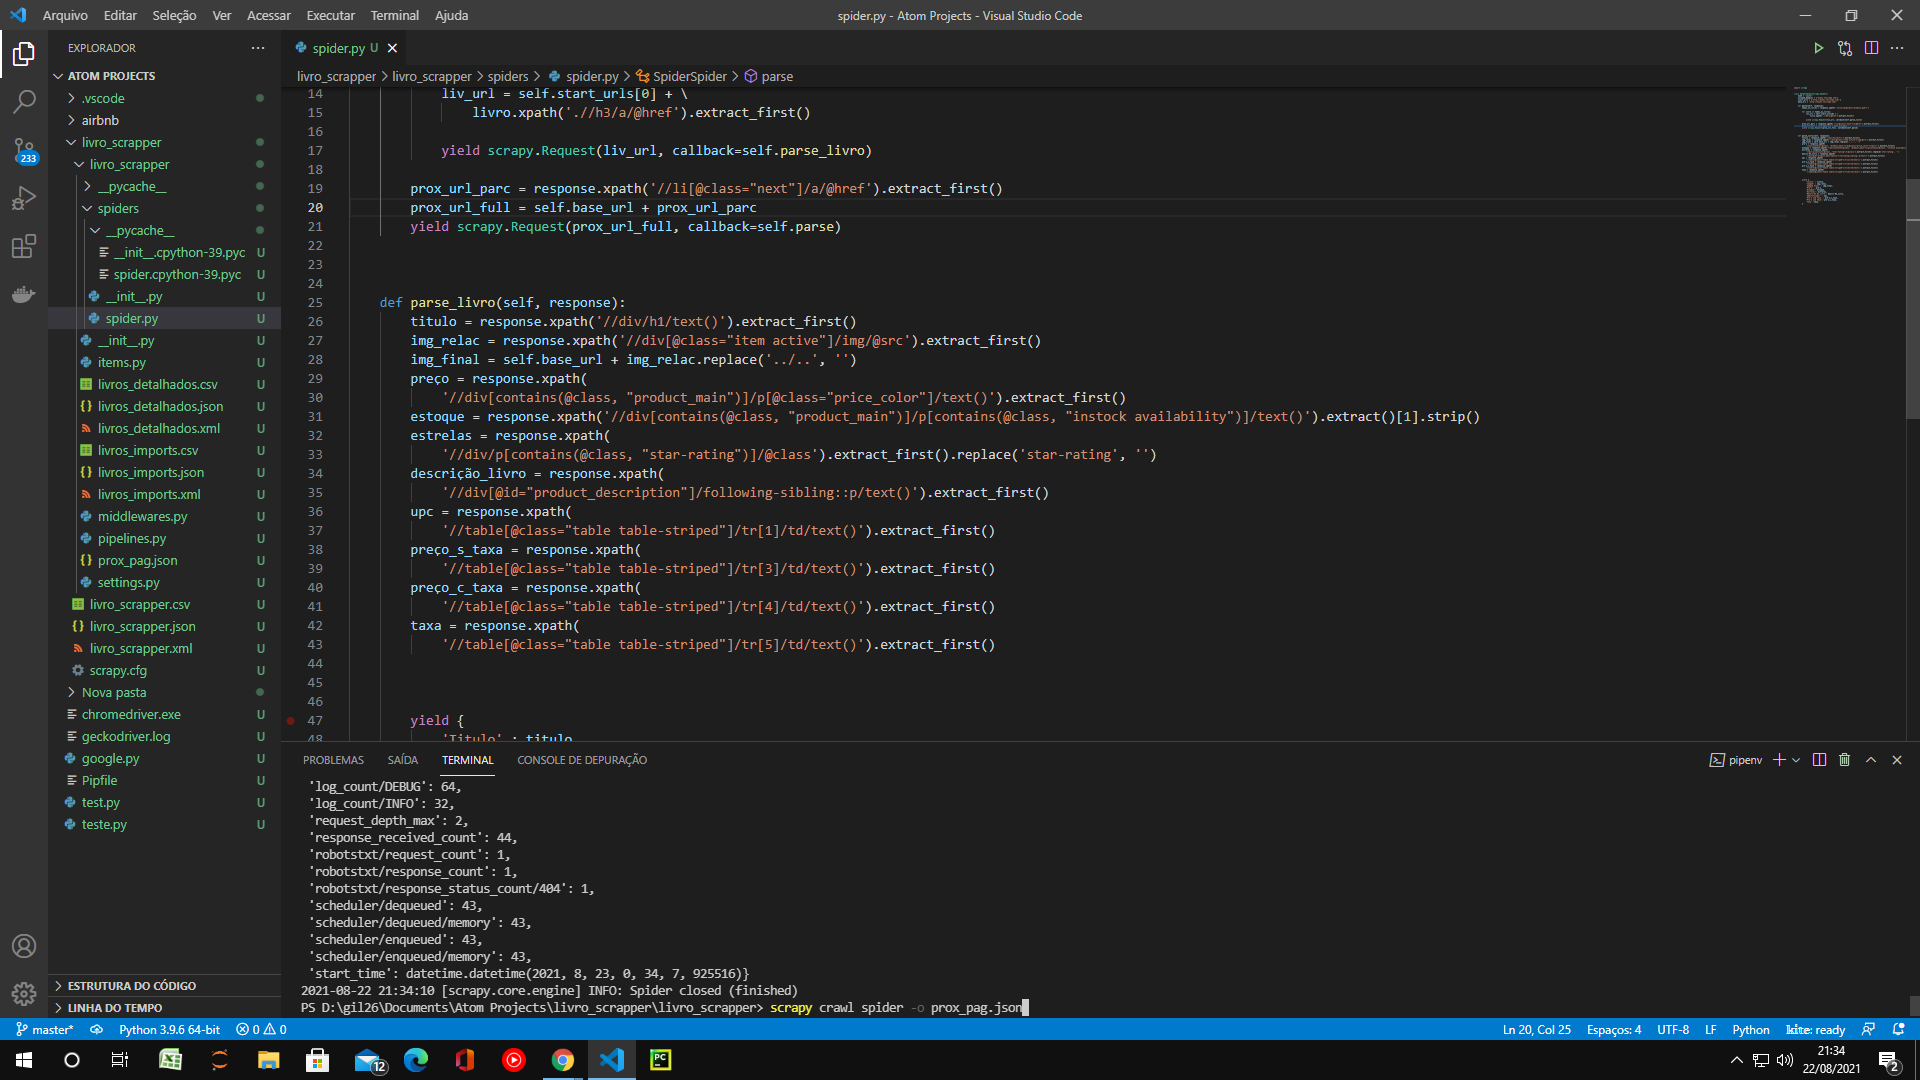 Arquivo Editar Seleção Ver Acessar Executar Terminal Ajuda
spider.py - Atom Projects - Visual Studio Code
EXPLORADOR
spider.py U
ATOM PROJECTS
livro_scrapper > livro_scrapper > spiders > spider.py > SpiderSpider > parse
.vscode
airbnb
livro_scrapper
livro_scrapper
__pycache__
spiders
__pycache__
__init__.cpython-39.pyc U
spider.cpython-39.pyc U
__init__.py U
spider.py U
__init__.py U
items.py U
livros_detalhados.csv U
livros_detalhados.json U
livros_detalhados.xml U
livros_imports.csv U
livros_imports.json U
livros_imports.xml U
middlewares.py U
pipelines.py U
prox_pag.json U
settings.py U
livro_scrapper.csv U
livro_scrapper.json U
livro_scrapper.xml U
scrapy.cfg U
Nova pasta
chromedriver.exe U
geckodriver.log U
google.py U
Pipfile U
test.py U
teste.py U
ESTRUTURA DO CÓDIGO
LINHA DO TEMPO
233
14 liv_url = self.start_urls[0] + \
15 livro.xpath('.//h3/a/@href').extract_first()
16
17 yield scrapy.Request(liv_url, callback=self.parse_livro)
18
19 prox_url_parc = response.xpath('//li[@class="next"]/a/@href').extract_first()
20 prox_url_full = self.base_url + prox_url_parc
21 yield scrapy.Request(prox_url_full, callback=self.parse)
22
23
24
25 def parse_livro(self, response):
26 titulo = response.xpath('//div/h1/text()').extract_first()
27 img_relac = response.xpath('//div[@class="item active"]/img/@src').extract_first()
28 img_final = self.base_url + img_relac.replace('../..', '')
29 preço = response.xpath(
30 '//div[contains(@class, "product_main")]/p[@class="price_color"]/text()').extract_first()
31 estoque = response.xpath('//div[contains(@class, "product_main")]/p[contains(@class, "instock availability")]/text()').extract()[1].strip()
32 estrelas = response.xpath(
33 '//div/p[contains(@class, "star-rating")]/@class').extract_first().replace('star-rating', '')
34 descrição_livro = response.xpath(
35 '//div[@id="product_description"]/following-sibling::p/text()').extract_first()
36 upc = response.xpath(
37 '//table[@class="table table-striped"]/tr[1]/td/text()').extract_first()
38 preço_s_taxa = response.xpath(
39 '//table[@class="table table-striped"]/tr[3]/td/text()').extract_first()
40 preço_c_taxa = response.xpath(
41 '//table[@class="table table-striped"]/tr[4]/td/text()').extract_first()
42 taxa = response.xpath(
43 '//table[@class="table table-striped"]/tr[5]/td/text()').extract_first()
44
45
46
47 yield {
48 'Titulo' : titulo
PROBLEMAS SAÍDA TERMINAL CONSOLE DE DEPURAÇÃO
pipenv
'log_count/DEBUG': 64,
'log_count/INFO': 32,
'request_depth_max': 2,
'response_received_count': 44,
'robotstxt/request_count': 1,
'robotstxt/response_count': 1,
'robotstxt/response_status_count/404': 1,
'scheduler/dequeued': 43,
'scheduler/dequeued/memory': 43,
'scheduler/enqueued': 43,
'scheduler/enqueued/memory': 43,
'start_time': datetime.datetime(2021, 8, 23, 0, 34, 7, 925516)}
2021-08-22 21:34:10 [scrapy.core.engine] INFO: Spider closed (finished)
PS D:\gil26\Documents\Atom Projects\livro_scrapper\livro_scrapper> scrapy crawl spider -o prox_pag.json
master* Python 3.9.6 64-bit 0 0 Ln 20, Col 25 Espaços: 4 UTF-8 LF Python kite: ready
12
PC
21:34
22/08/2021
2